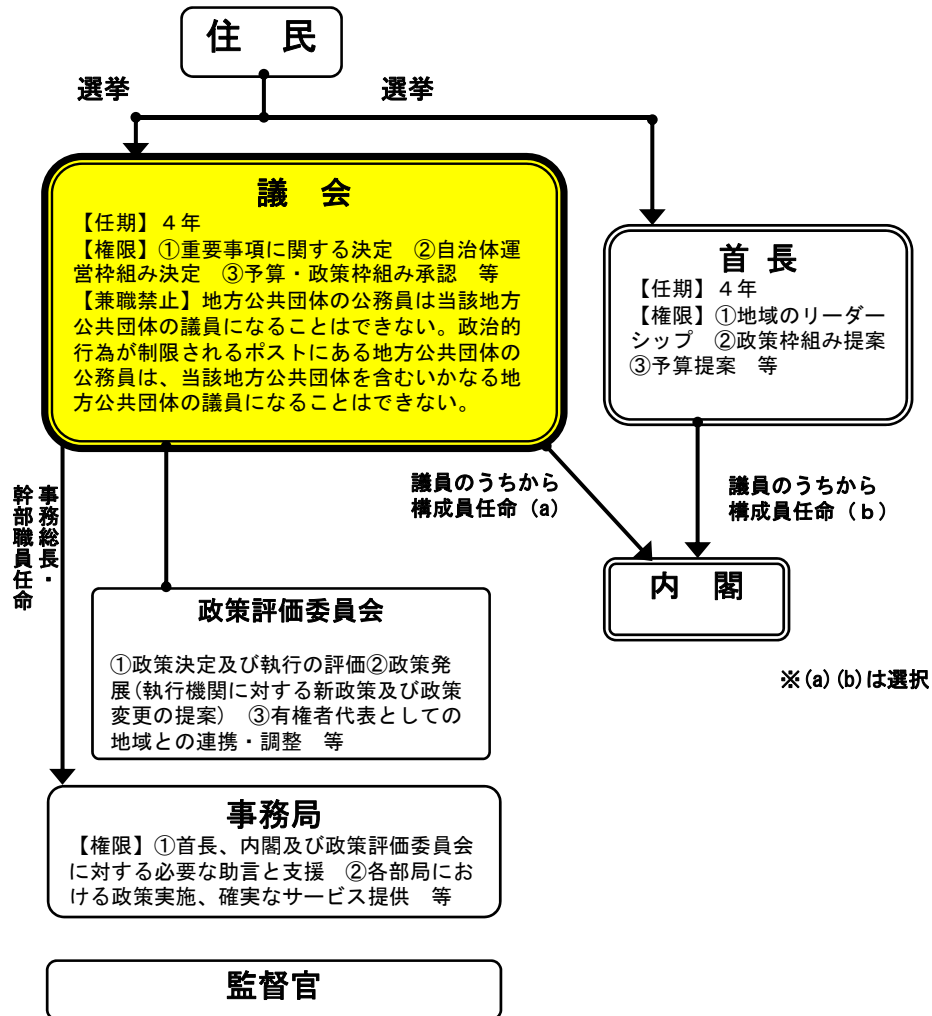 住 民
選挙
選挙
議 会
【任期】４年
【権限】①重要事項に関する決定 ②自治体運
営枠組み決定 ③予算・政策枠組み承認 等
【兼職禁止】地方公共団体の公務員は当該地方
公共団体の議員になることはできない。政治的
行為が制限されるポストにある地方公共団体の
公務員は、当該地方公共団体を含むいかなる地
方公共団体の議員になることはできない。
首 長
【任期】４年
【権限】①地域のリーダー
シップ ②政策枠組み提案
③予算提案 等
事務総長・
幹部職員任命
議員のうちから
構成員任命（a）
議員のうちから
構成員任命（ｂ）
内 閣
※(a)(b)は選択
政策評価委員会
①政策決定及び執行の評価②政策発
展(執行機関に対する新政策及び政策
変更の提案) ③有権者代表としての
地域との連携・調整 等
事務局
【権限】①首長、内閣及び政策評価委員会
に対する必要な助言と支援 ②各部局にお
ける政策実施、確実なサービス提供 等
監督官